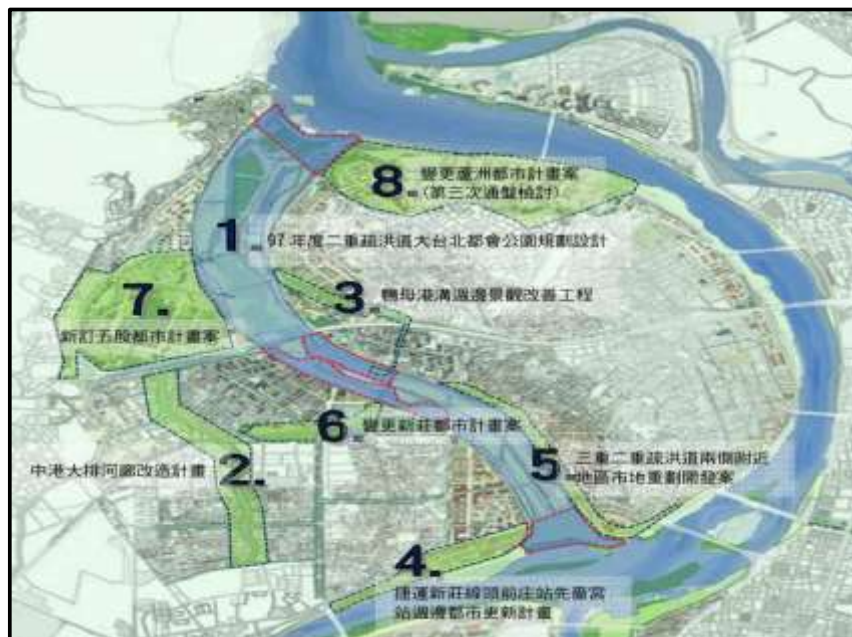 8.
變更蘆洲都市計畫案
(第三次通盤檢討)
1.
97 年度二重疏洪道大台北都會公園規劃設計
3.
鴨母港溝週邊景觀改善工程
7.
新訂五股都市計畫案
6.
變更新莊都市計畫案
中港大排河廊改造計畫
2.
5.
三重二重疏洪道兩側附近
地區市地重劃開發案
4.
捷運新莊線頭前庄站先嗇宮
站週邊都市更新計畫